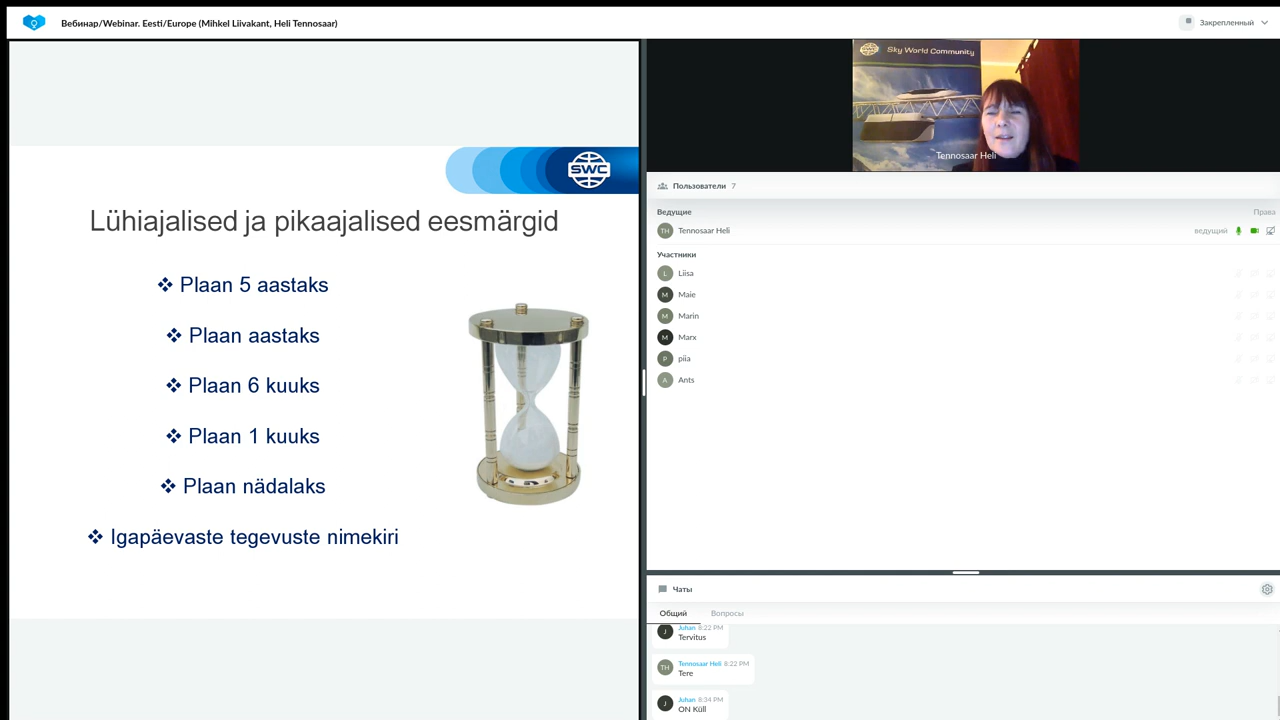 Вебинар/Webinar. Eesti/Europe (Mihkel Liivakant, Heli Tennosaar)
Закрепленный
SWC
Lühiajalised ja pikaajalised eesmärgid
❖ Plaan 5 aastaks
❖ Plaan aastaks
❖ Plaan 6 kuuks
❖ Plaan 1 kuuks
❖ Plaan nädalaks
❖ Igapäevaste tegevuste nimekiri
Sky World Community
Tennosaar Heli
Пользователи 7
Ведущие Права
TH Tennosaar Heli ведущий
Участники
L Liisa
M Maie
M Marin
M Marx
P piia
A Ants
Чаты
Общий Вопросы
J Juhan 8:22 PM
Tervitus
TH Tennosaar Heli 8:22 PM
Tere
J Juhan 8:34 PM
ON Küll